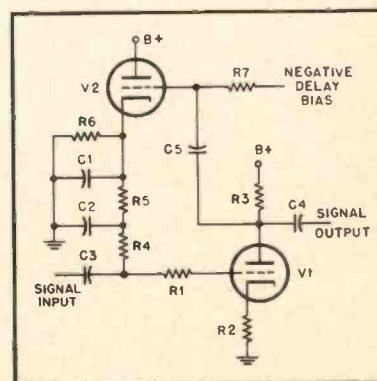 B+
V2
R7
NEGATIVE
DELAY
BIAS
R6
C5
B+
C1
R5
R3
C4
SIGNAL
OUTPUT
C2
R4
C3
SIGNAL
INPUT
R1
V1
R2